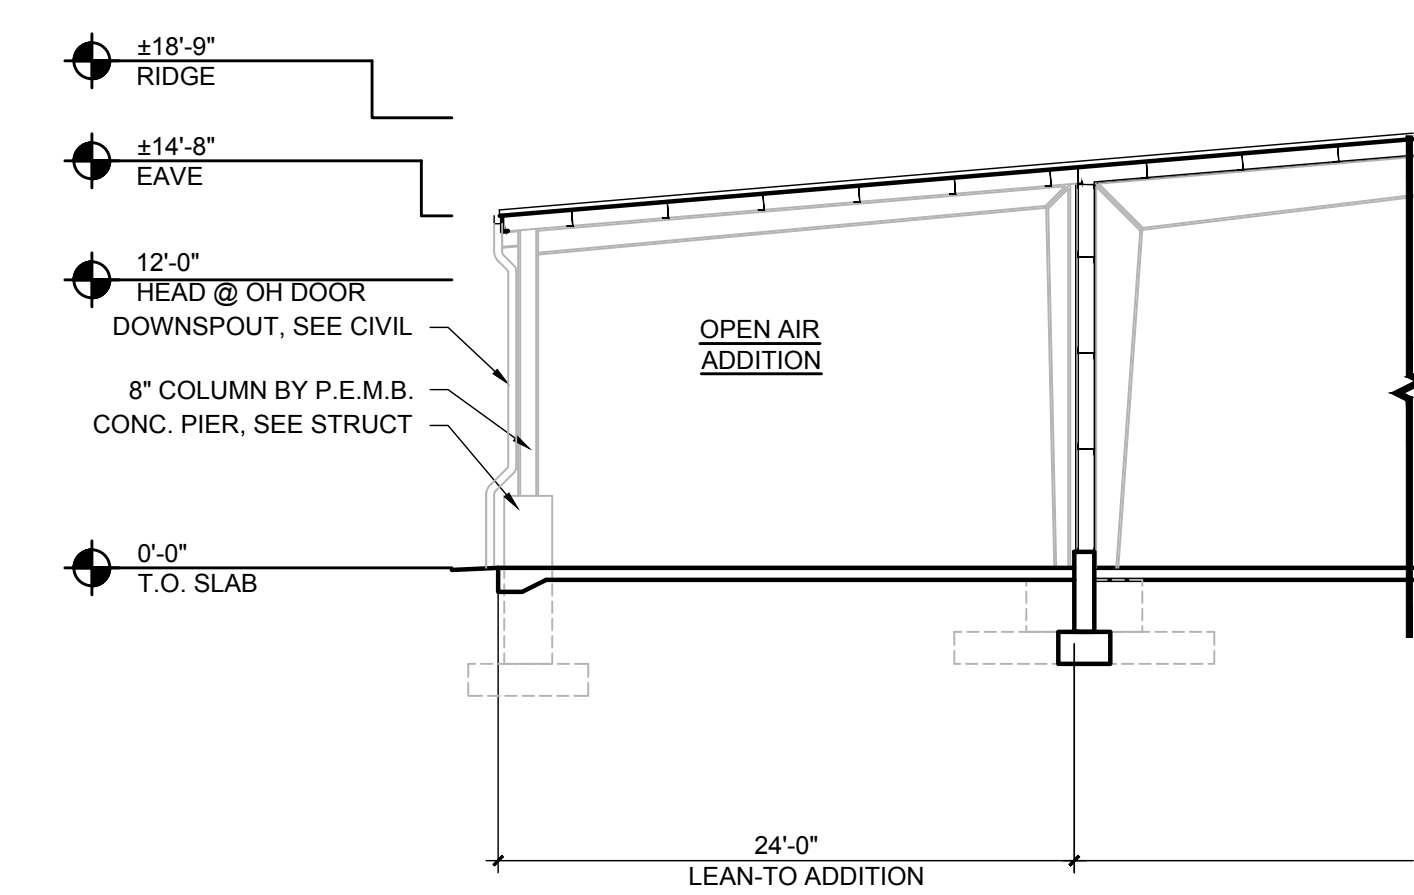 ±18'-9"
RIDGE
±14'-8"
EAVE
12'-0"
HEAD @ OH DOOR
DOWNSPOUT, SEE CIVIL
8" COLUMN BY P.E.M.B.
CONC. PIER, SEE STRUCT
OPEN AIR
ADDITION
0'-0"
T.O. SLAB
24'-0"
LEAN-TO ADDITION